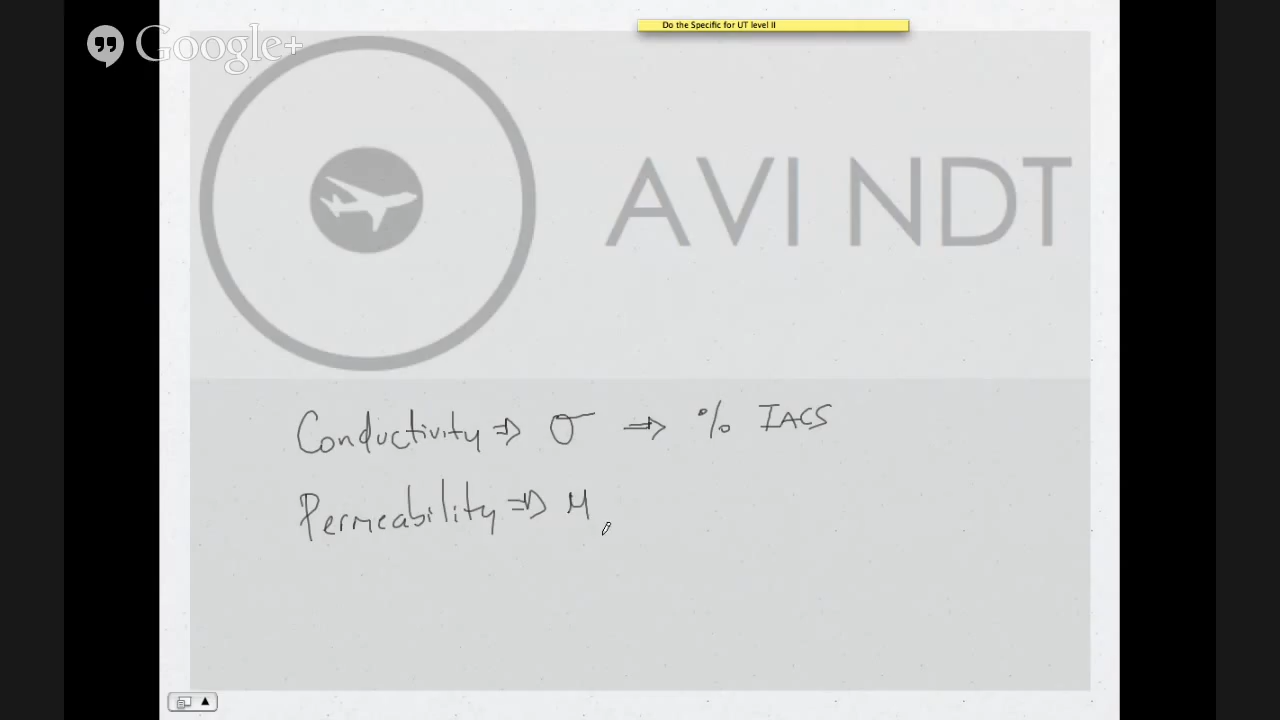 Do the Specific for UT level II
Google+
AVI NDT
Conductivity ⇒ σ ⇒ % IACS
Permeability ⇒ μ